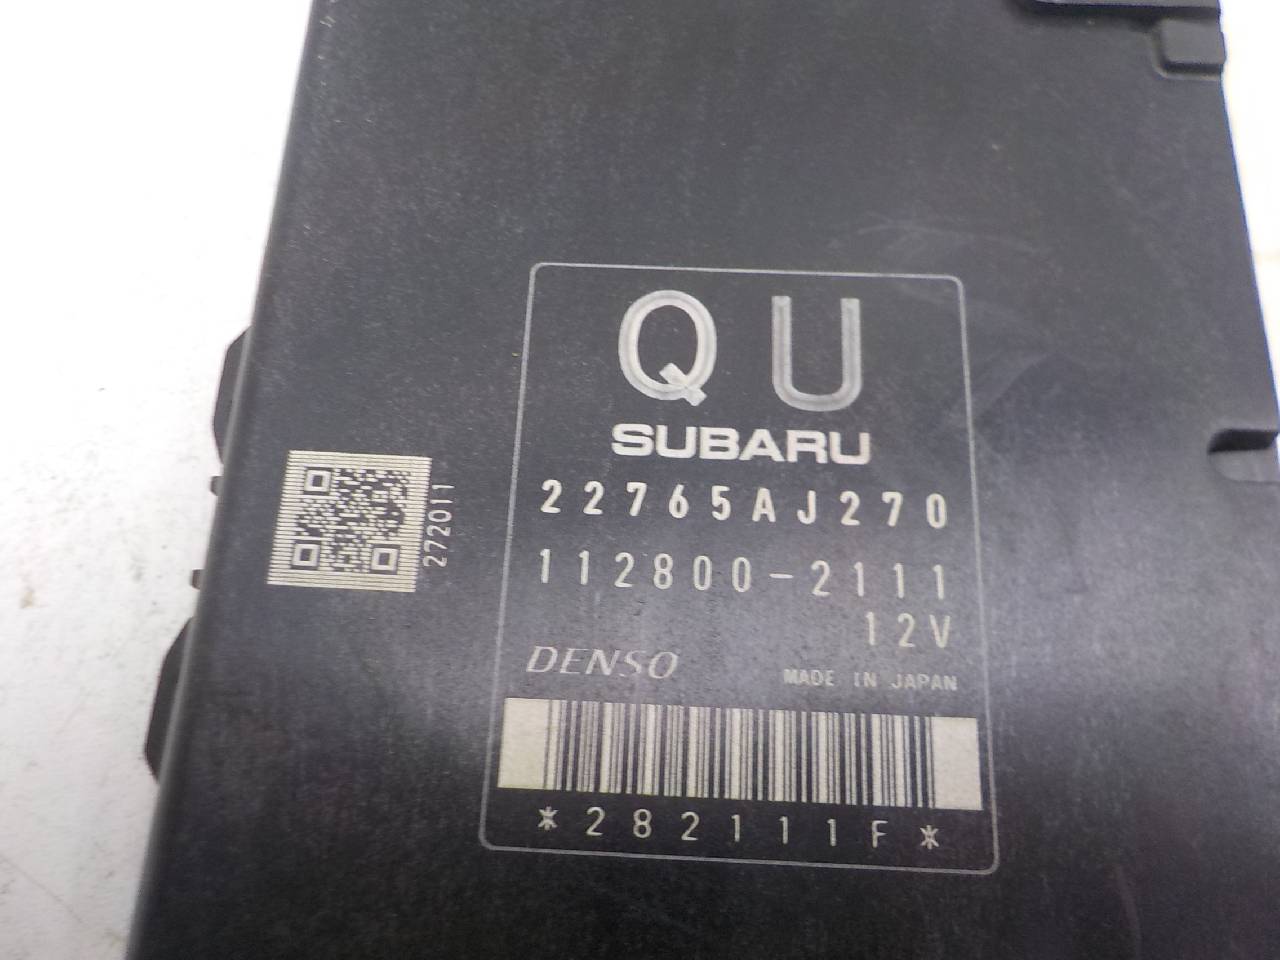 QU
SUBARU
22765AJ270
112800-2111
12V
DENSO MADE IN JAPAN
*282111F*
272011